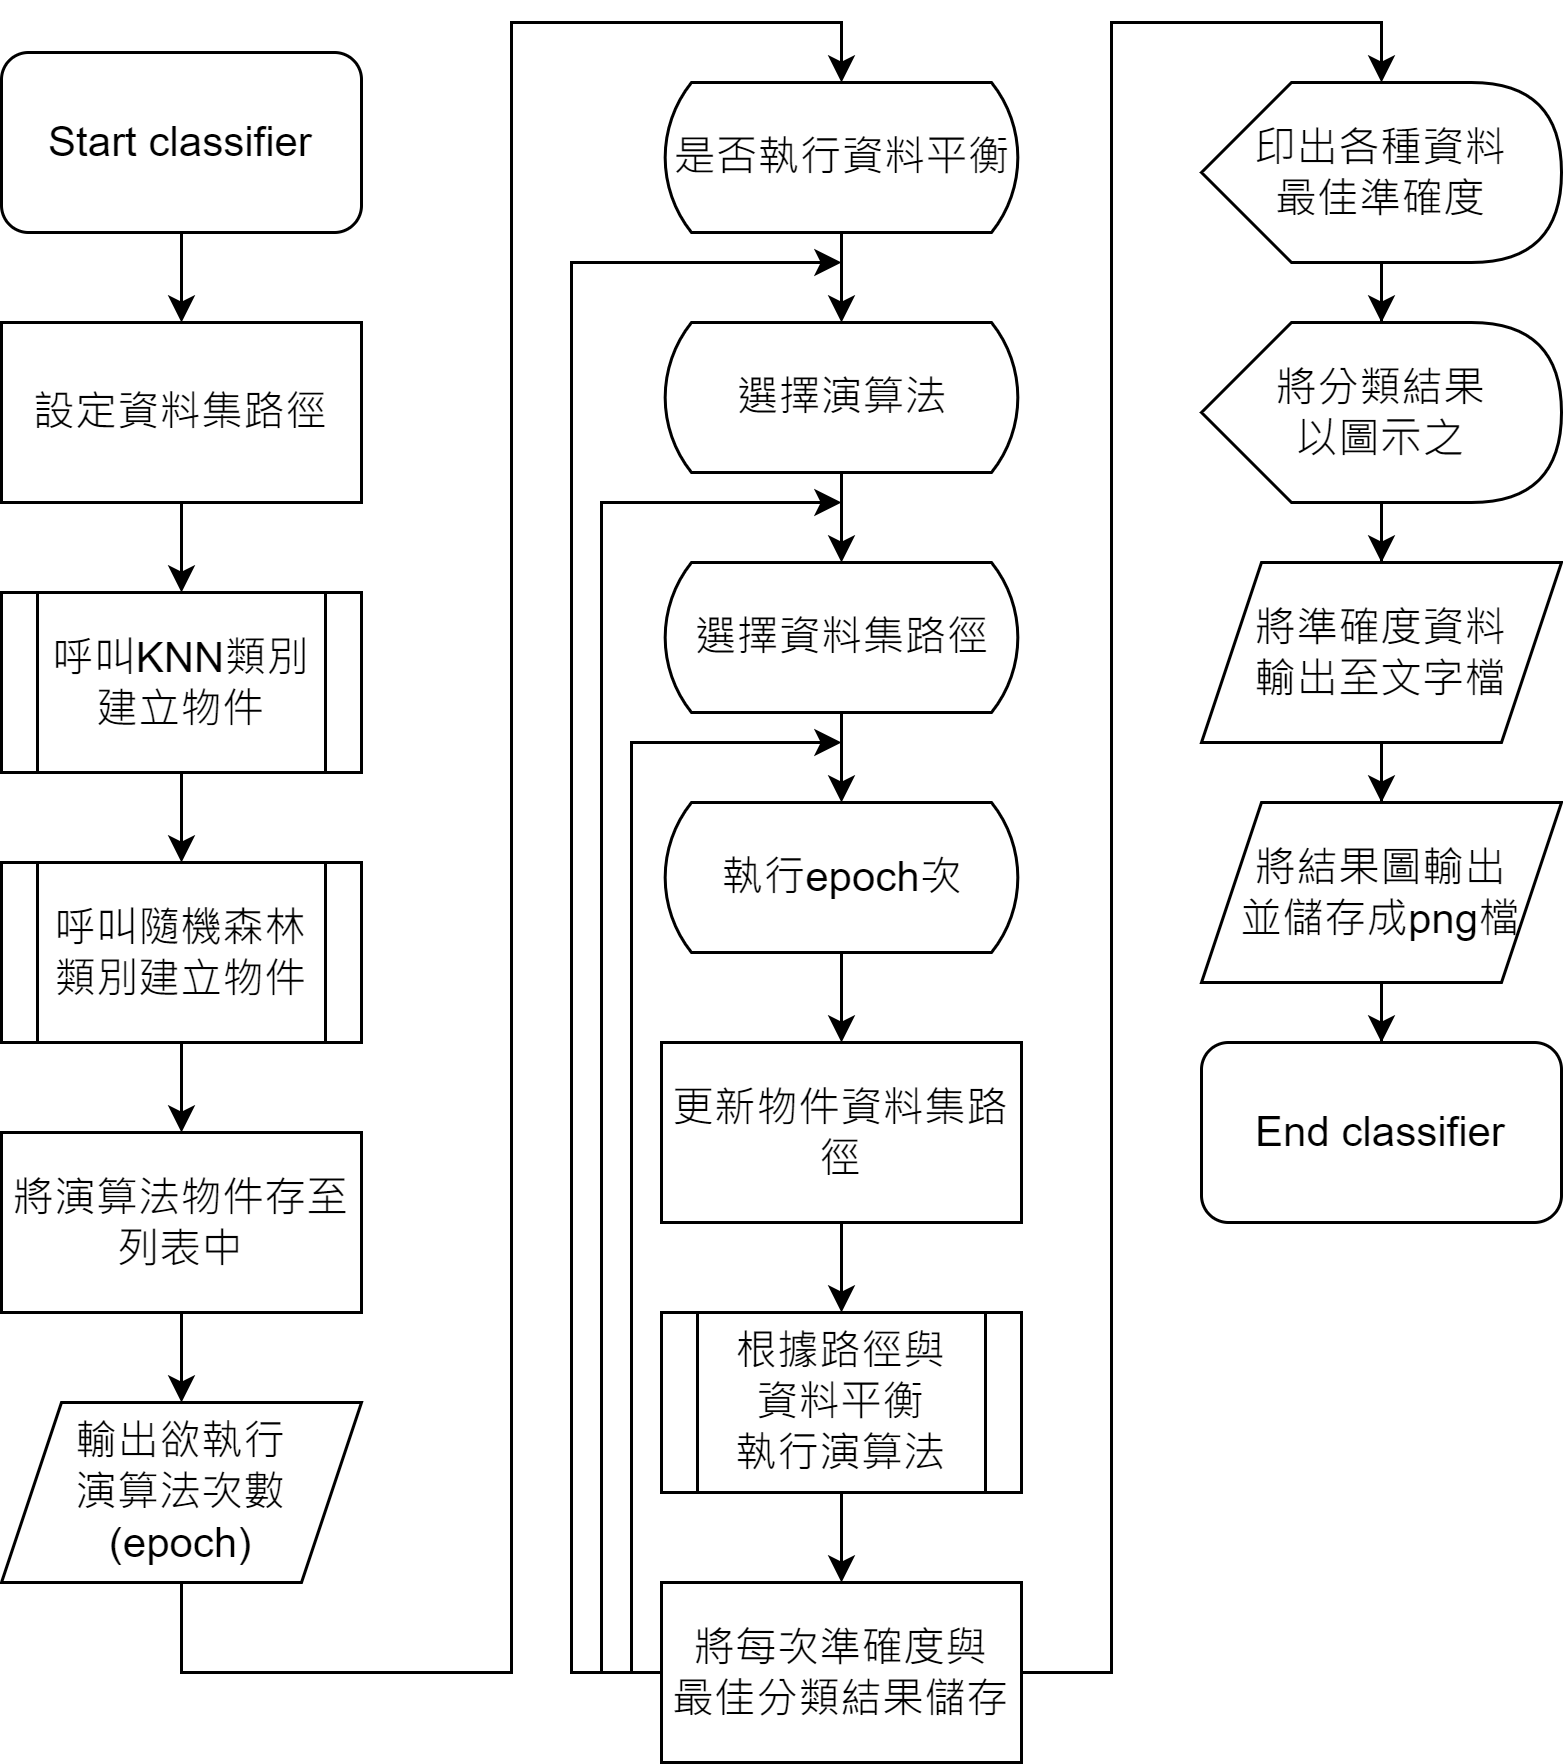 Start classifier
設定資料集路徑
呼叫KNN類別
建立物件
呼叫隨機森林
類別建立物件
將演算法物件存至
列表中
輸出欲執行
演算法次數
(epoch)
是否執行資料平衡
選擇演算法
選擇資料集路徑
執行epoch次
更新物件資料集路
徑
根據路徑與
資料平衡
執行演算法
將每次準確度與
最佳分類結果儲存
印出各種資料
最佳準確度
將分類結果
以圖示之
將準確度資料
輸出至文字檔
將結果圖輸出
並儲存成png檔
End classifier